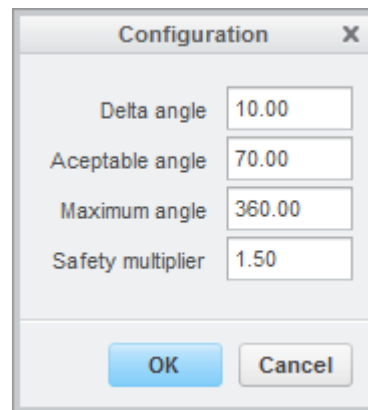 Configuration
Delta angle 10.00
Aceptable angle 70.00
Maximum angle 360.00
Safety multiplier 1.50
OK Cancel